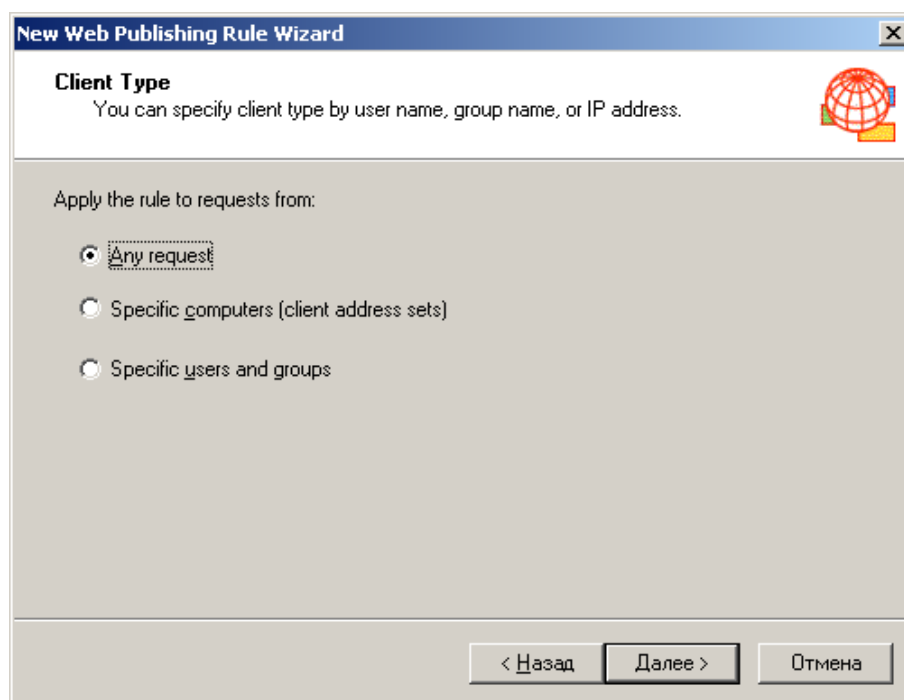 New Web Publishing Rule Wizard
Client Type
You can specify client type by user name, group name, or IP address.
Apply the rule to requests from:
Any request
Specific computers (client address sets)
Specific users and groups
< Назад Далее > Отмена